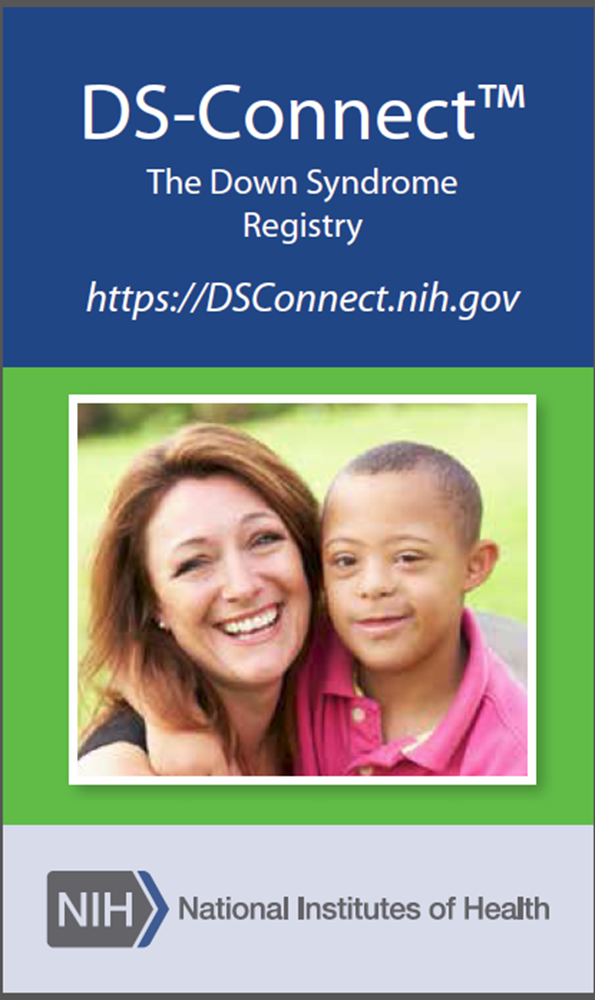 DS-Connect™
The Down Syndrome
Registry
https://DSConnect.nih.gov
NIH National Institutes of Health